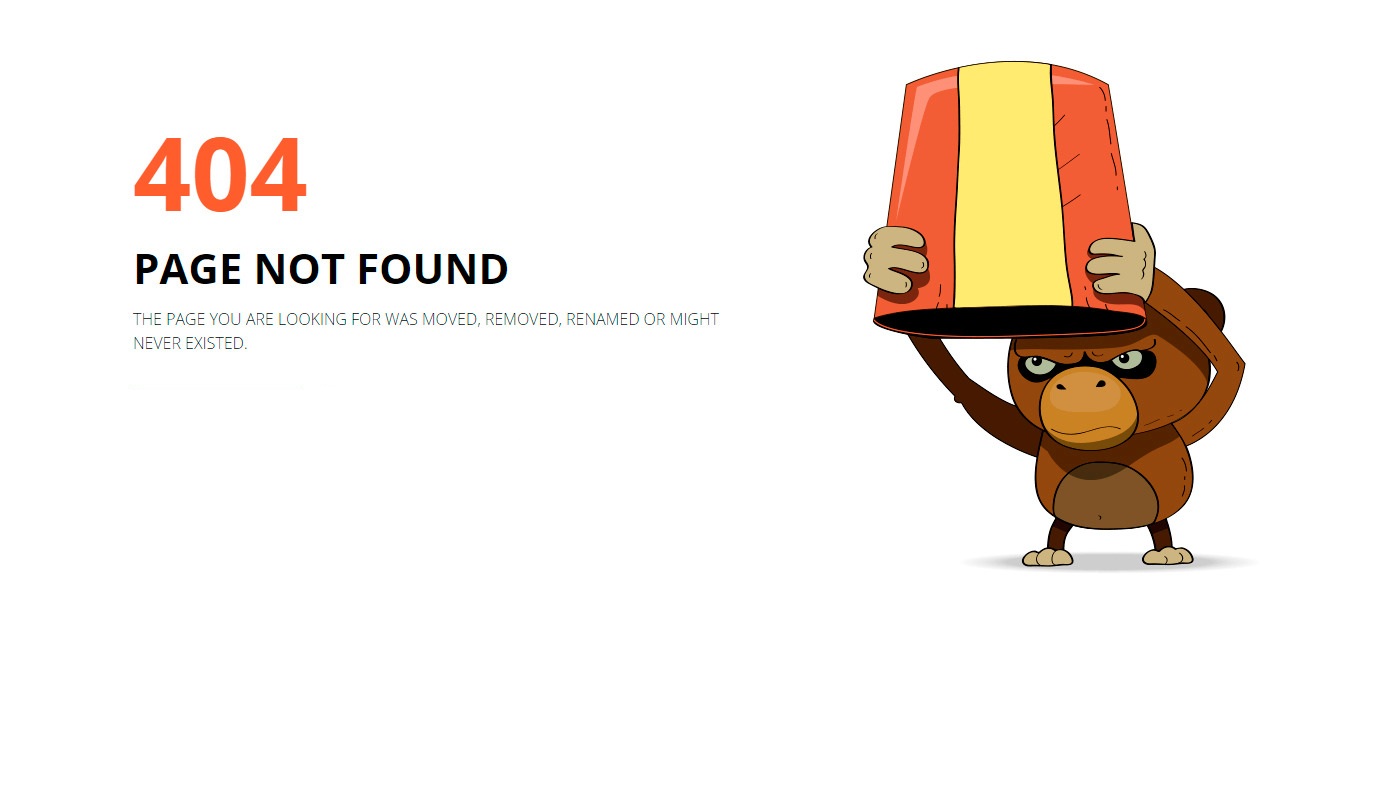 404
PAGE NOT FOUND
THE PAGE YOU ARE LOOKING FOR WAS MOVED, REMOVED, RENAMED OR MIGHT
NEVER EXISTED.